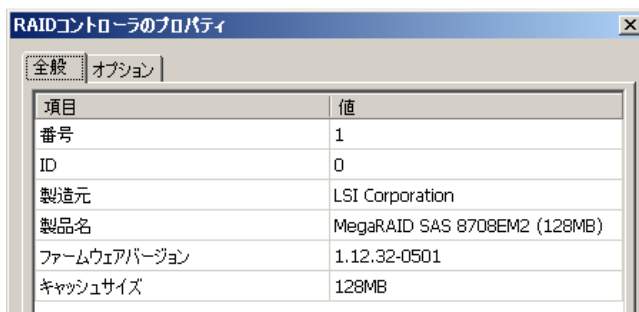 RAIDコントローラのプロパティ
全般 オプション
項目 値
番号 1
ID 0
製造元 LSI Corporation
製品名 MegaRAID SAS 8708EM2 (128MB)
ファームウェアバージョン 1.12.32-0501
キャッシュサイズ 128MB